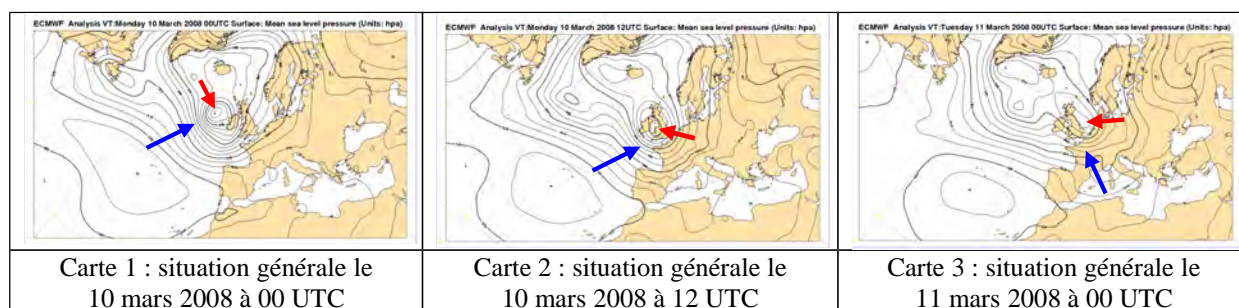 ECMWF Analysis VT:Monday 10 March 2008 00UTC Surface: Mean sea level pressure (Units: hpa)
ECMWF Analysis VT:Monday 10 March 2008 12UTC Surface: Mean sea level pressure (Units: hpa)
ECMWF Analysis VT:Tuesday 11 March 2008 00UTC Surface: Mean sea level pressure (Units: hpa)
Carte 1 : situation générale le
10 mars 2008 à 00 UTC
Carte 2 : situation générale le
10 mars 2008 à 12 UTC
Carte 3 : situation générale le
11 mars 2008 à 00 UTC